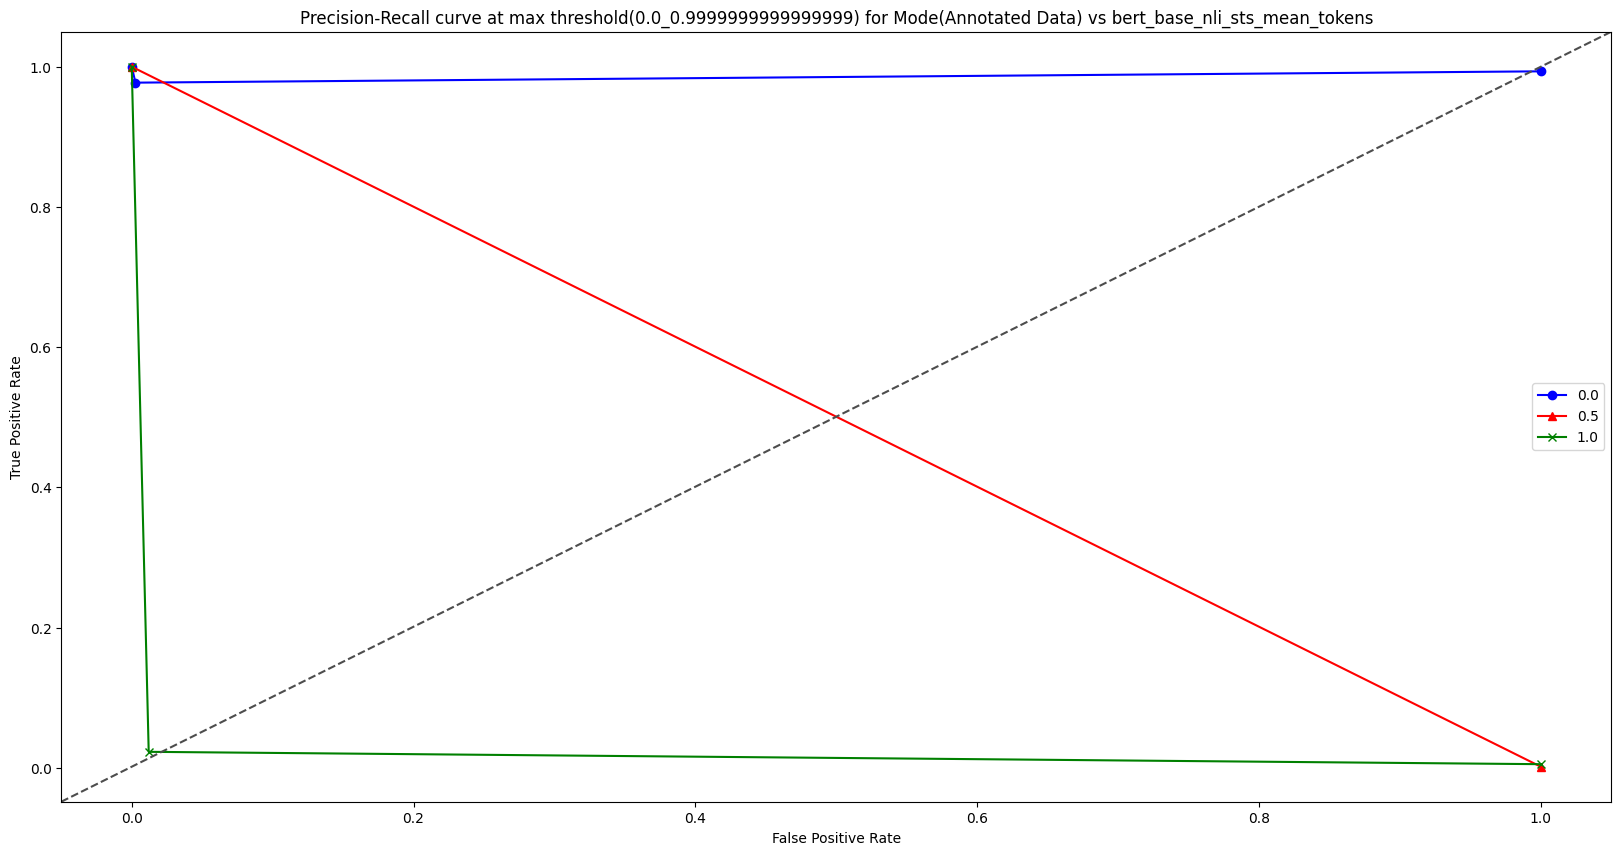 Precision-Recall curve at max threshold(0.0_0.9999999999999999) for Mode(Annotated Data) vs bert_base_nli_sts_mean_tokens
1.0
0.8
0.6
0.4
0.2
0.0
True Positive Rate
0.0
0.5
1.0
0.0 0.2 0.4 0.6 0.8 1.0
False Positive Rate